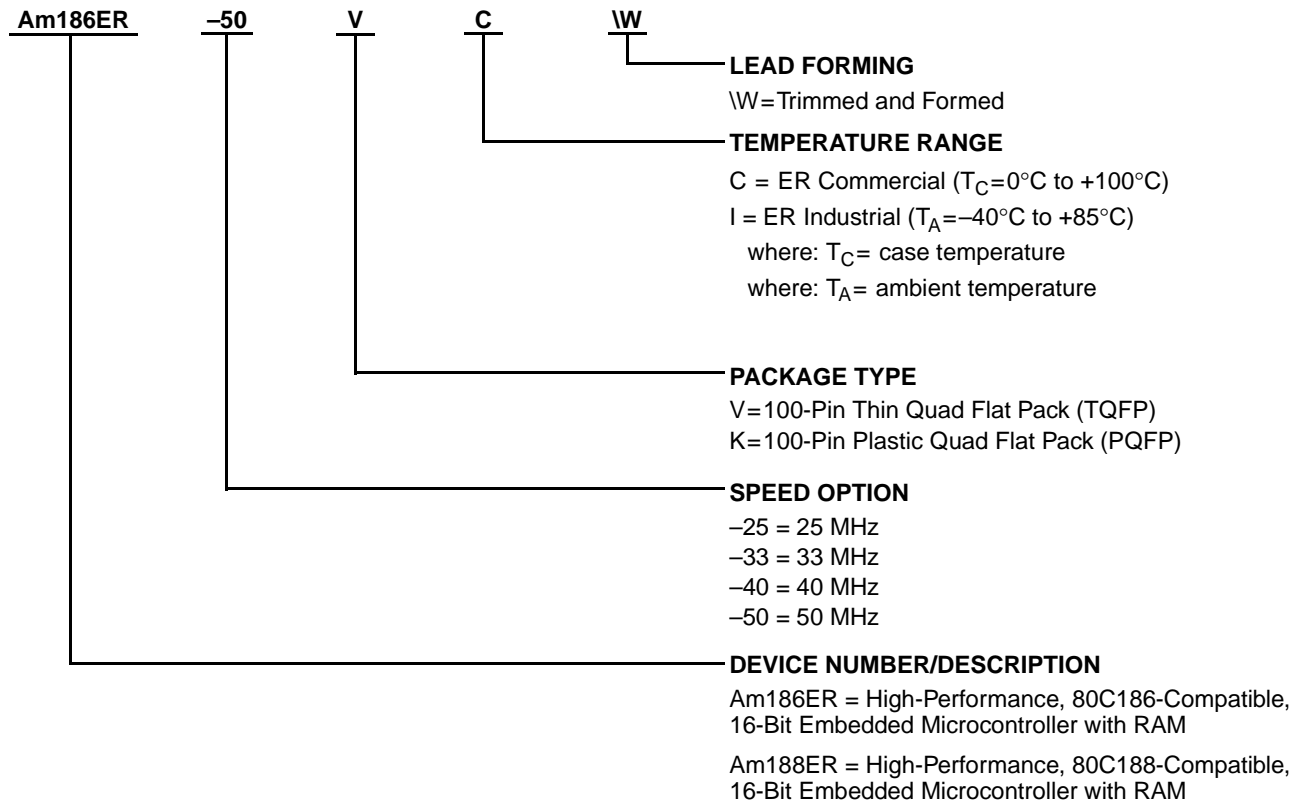 Am186ER –50 V C \W
LEAD FORMING
\W=Trimmed and Formed
TEMPERATURE RANGE
C = ER Commercial (TC=0°C to +100°C)
I = ER Industrial (TA=–40°C to +85°C)
where: TC= case temperature
where: TA= ambient temperature
PACKAGE TYPE
V=100-Pin Thin Quad Flat Pack (TQFP)
K=100-Pin Plastic Quad Flat Pack (PQFP)
SPEED OPTION
–25 = 25 MHz
–33 = 33 MHz
–40 = 40 MHz
–50 = 50 MHz
DEVICE NUMBER/DESCRIPTION
Am186ER = High-Performance, 80C186-Compatible,
16-Bit Embedded Microcontroller with RAM
Am188ER = High-Performance, 80C188-Compatible,
16-Bit Embedded Microcontroller with RAM